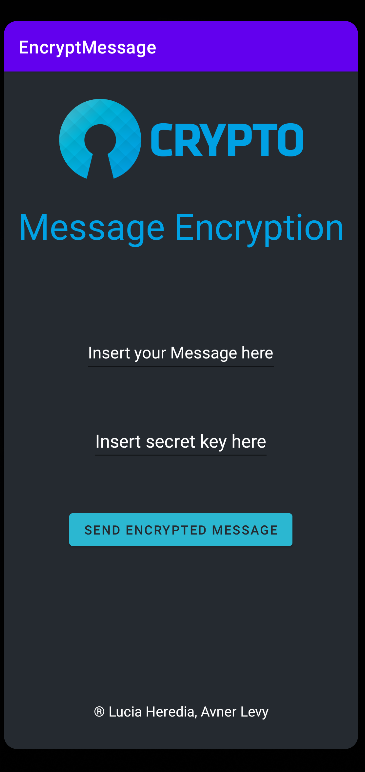 EncryptMessage
CRYPTO
Message Encryption
Insert your Message here
Insert secret key here
SEND ENCRYPTED MESSAGE
® Lucia Heredia, Avner Levy